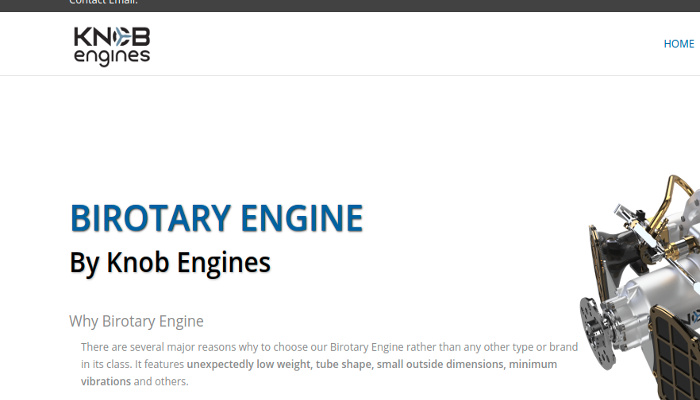 Contact Email:
KNOB
engines
HOME
BIROTARY ENGINE
By Knob Engines
Why Birotary Engine
There are several major reasons why to choose our Birotary Engine rather than any other type or brand
in its class. It features unexpectedly low weight, tube shape, small outside dimensions, minimum
vibrations and others.